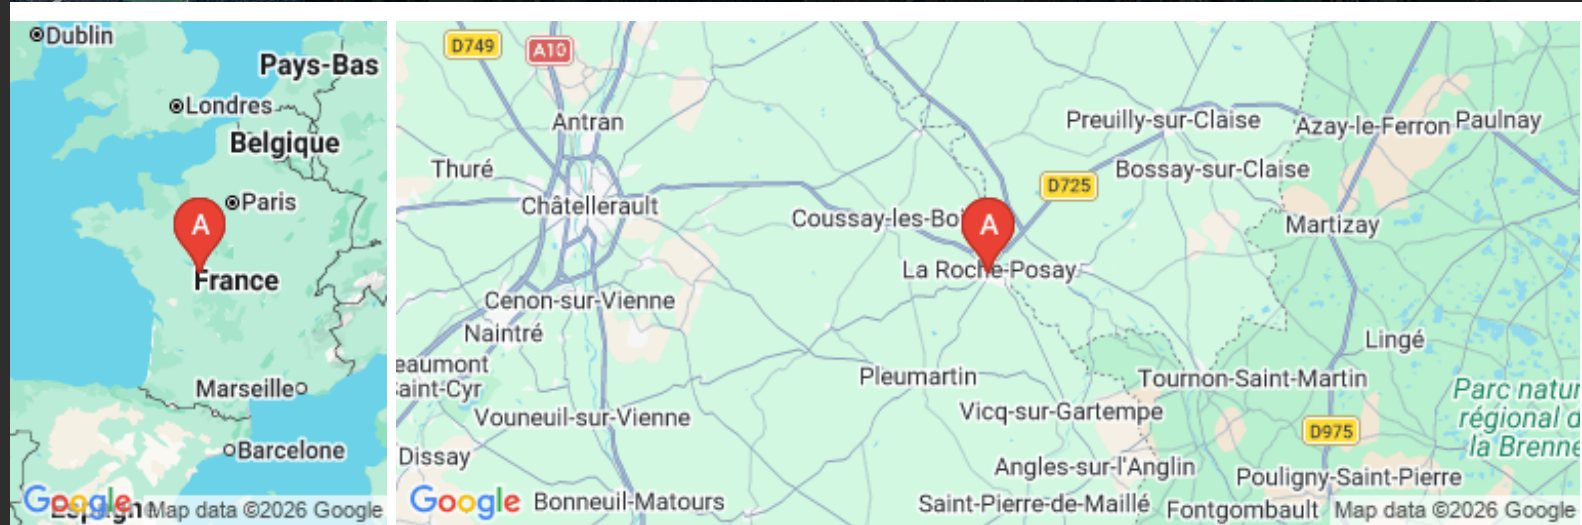 Dublin
Pays-Bas
Londres
Belgique
Paris
A
France
Marseille
Barcelone
Google
Map data ©2026 Google
D749
A10
Antran
Preuilly-sur-Claise
Azay-le-Ferron
Paulnay
Thuré
Bossay-sur-Claise
D725
Châtellerault
Coussay-les-Boi
A
Martizay
La Roche-Posay
Cenon-sur-Vienne
Naintré
Lingé
eaumont
aint-Cyr
Pleumartin
Tournon-Saint-Martin
Parc natur
régional d
la Brenne
Vouneuil-sur-Vienne
Vicq-sur-Gartempe
D975
Dissay
Angles-sur-l'Anglin
Pouligny-Saint-Pierre
Google
Bonneuil-Matours
Saint-Pierre-de-Maillé
Fontgombault
Map data ©2026 Google